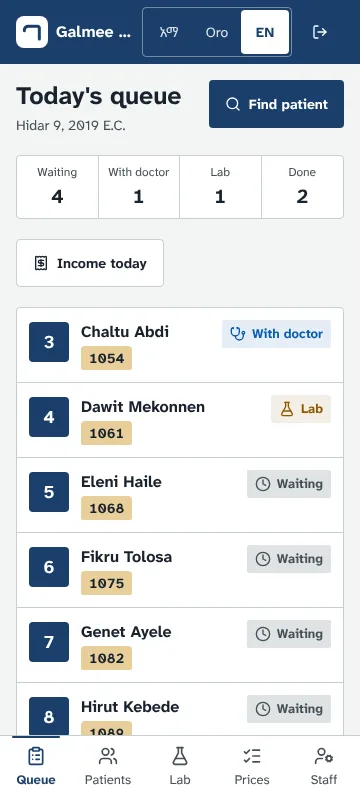 Galmee ...
አማ
Oro
EN
Today's queue
Hidar 9, 2019 E.C.
Find patient
Waiting
4
With doctor
1
Lab
1
Done
2
Income today
3
Chaltu Abdi
1054
With doctor
4
Dawit Mekonnen
1061
Lab
5
Eleni Haile
1068
Waiting
6
Fikru Tolosa
1075
Waiting
7
Genet Ayele
1082
Waiting
8
Hirut Kebede
1089
Waiting
Queue
Patients
Lab
Prices
Staff